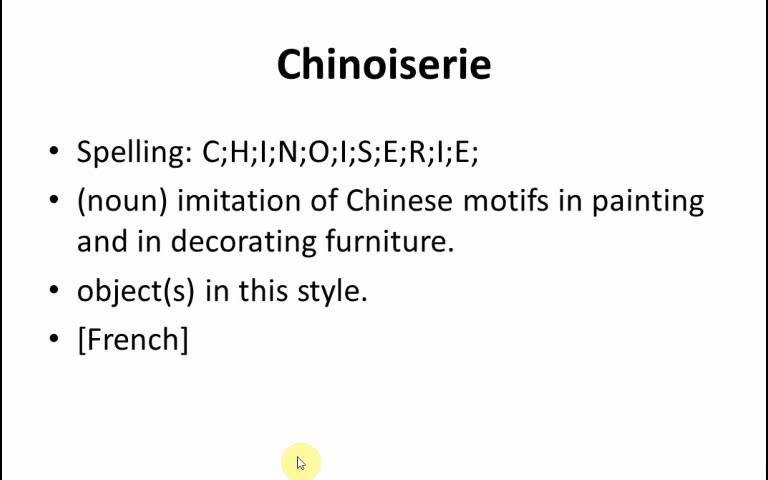 Chinoiserie
• Spelling: C;H;I;N;O;I;S;E;R;I;E;
• (noun) imitation of Chinese motifs in painting
and in decorating furniture.
• object(s) in this style.
• [French]